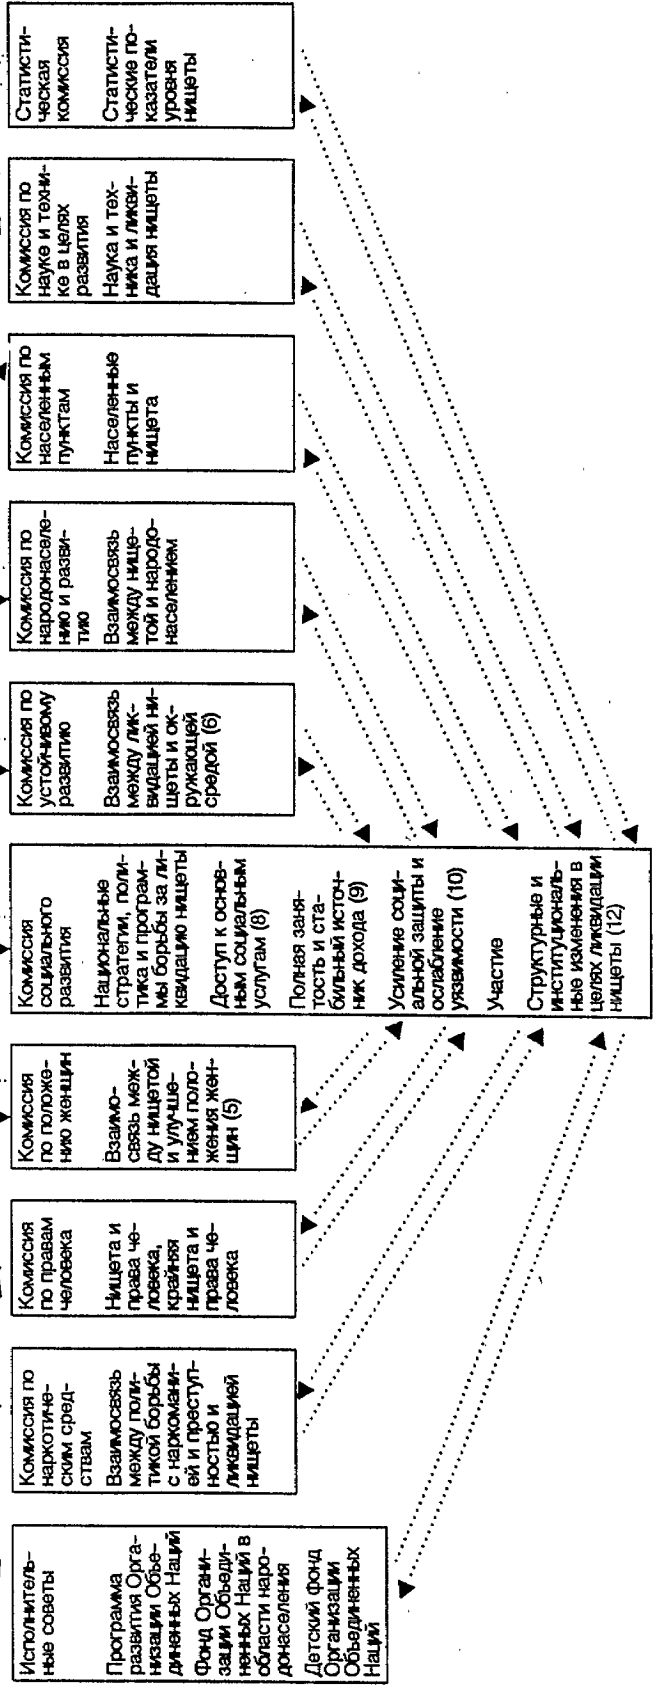 Исполнитель-
ные советы
Программа
развития Орга-
низации Объе-
диненных Наций
Фонд Органи-
зации Объеди-
ненных Наций в
области наро-
донаселения
Детский фонд
Организации
Объединенных
Наций
Комиссия по
наркотиче-
ским сред-
ствам
Взаимосвязь
между поли-
тикой борьбы
с наркомани-
ей и преступ-
ностью и
ликвидацией
нищеты
Комиссия
по правам
человека
Нищета и
права че-
ловека,
крайняя
нищета и
права че-
ловека
Комиссия
по положе-
нию женщин
Взаимо-
связь меж-
ду нищетой
и улучше-
нием поло-
жения жен-
щин (5)
Комиссия
социального
развития
Национальные
стратегии, поли-
тика и програм-
мы борьбы за ли-
квидацию нищеты
Доступ к основ-
ным социальным
услугам (8)
Полная заня-
тость и ста-
бильный источ-
ник дохода (9)
Усиление соци-
альной защиты и
ослабление
уязвимости (10)
Участие
Структурные и
институциональ-
ные изменения в
целях ликвидации
нищеты (12)
Комиссия по
устойчивому
развитию
Взаимосвязь
между лик-
видацией ни-
щеты и ок-
ружающей
средой (6)
Комиссия по
народонаселе-
нию и разви-
тию
Взаимосвязь
между нище-
той и народо-
населением
Комиссия по
населенным
пунктам
Населенные
пункты и
нищета
Комиссия по
науке и техни-
ке в целях
развития
Наука и тех-
ника и ликви-
дация нищеты
Статисти-
ческая
комиссия
Статисти-
ческие по-
казатели
уровня
нищеты